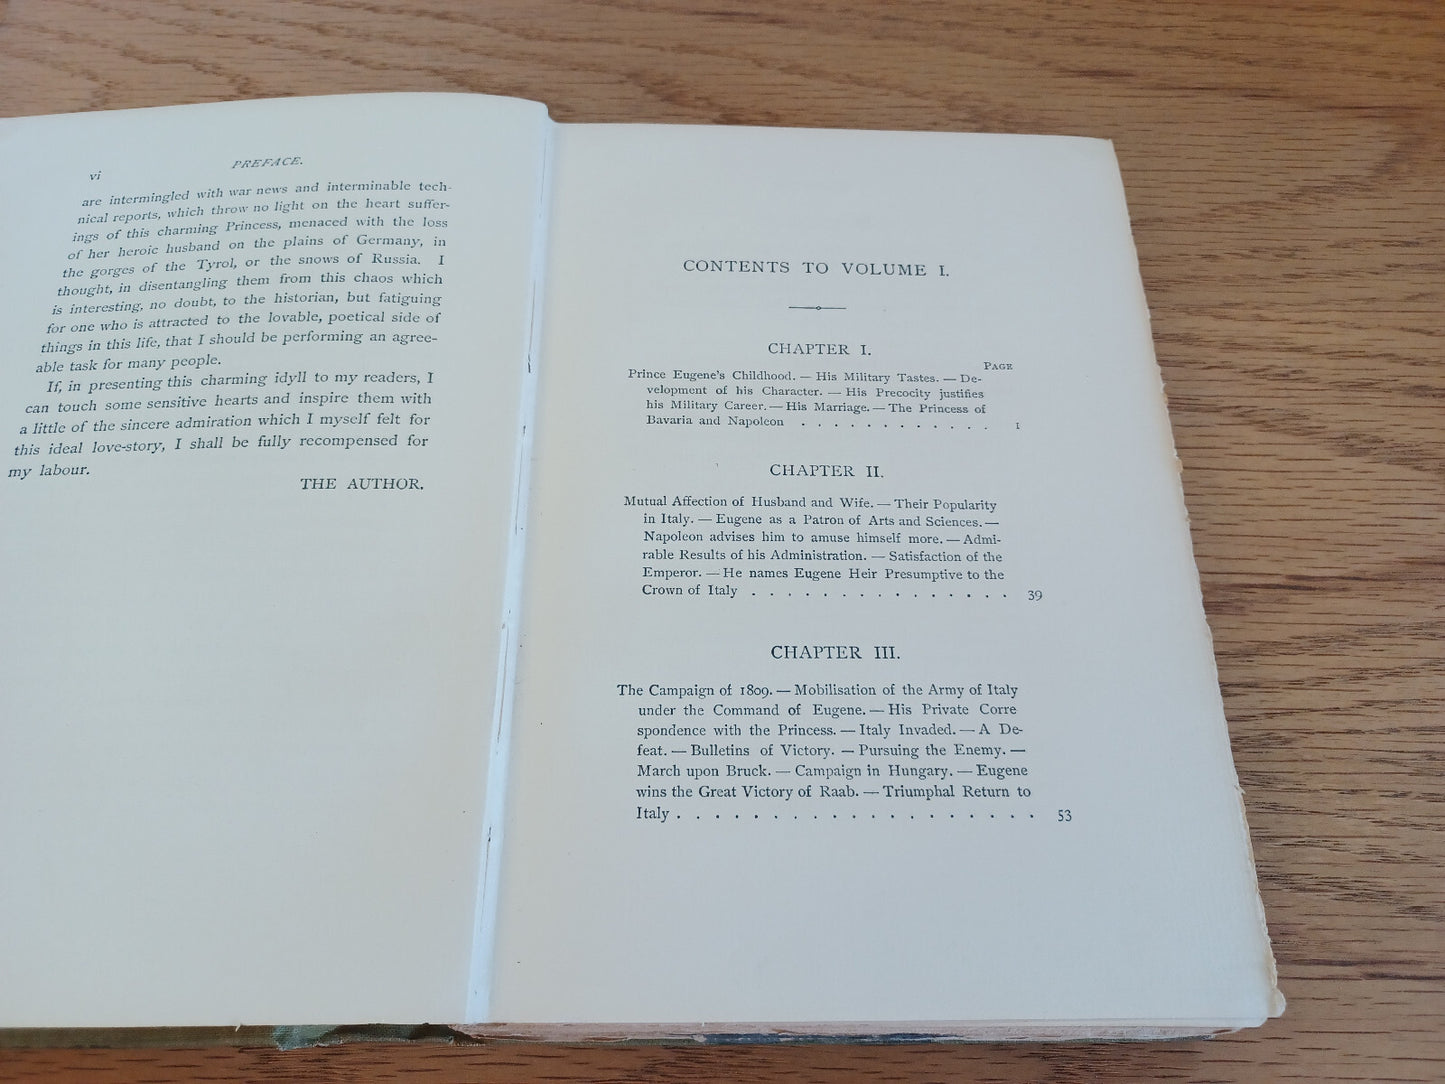 vi
PREFACE.
are intermingled with war news and interminable tech-
nical reports, which throw no light on the heart suffer-
ings of this charming Princess, menaced with the loss
of her heroic husband on the plains of Germany, in
the gorges of the Tyrol, or the snows of Russia. I
thought, in disentangling them from this chaos which
is interesting, no doubt, to the historian, but fatiguing
for one who is attracted to the lovable, poetical side of
things in this life, that I should be performing an agree-
able task for many people.
If, in presenting this charming idyll to my readers, I
can touch some sensitive hearts and inspire them with
a little of the sincere admiration which I myself felt for
this ideal love-story, I shall be fully recompensed for
my labour.
THE AUTHOR.
CONTENTS TO VOLUME I.
CHAPTER I.
PAGE
Prince Eugene's Childhood. — His Military Tastes. — De-
velopment of his Character. — His Precocity justifies
his Military Career. — His Marriage. — The Princess of
Bavaria and Napoleon . . . . . . . . . . . . 1
CHAPTER II.
Mutual Affection of Husband and Wife. — Their Popularity
in Italy. — Eugene as a Patron of Arts and Sciences. —
Napoleon advises him to amuse himself more. — Admi-
rable Results of his Administration. — Satisfaction of the
Emperor. — He names Eugene Heir Presumptive to the
Crown of Italy . . . . . . . . . . . . . . . 39
CHAPTER III.
The Campaign of 1809. — Mobilisation of the Army of Italy
under the Command of Eugene. — His Private Corre
spondence with the Princess. — Italy Invaded. — A De-
feat. — Bulletins of Victory. — Pursuing the Enemy. —
March upon Bruck. — Campaign in Hungary. — Eugene
wins the Great Victory of Raab. — Triumphal Return to
Italy . . . . . . . . . . . . . . . . . . . 53